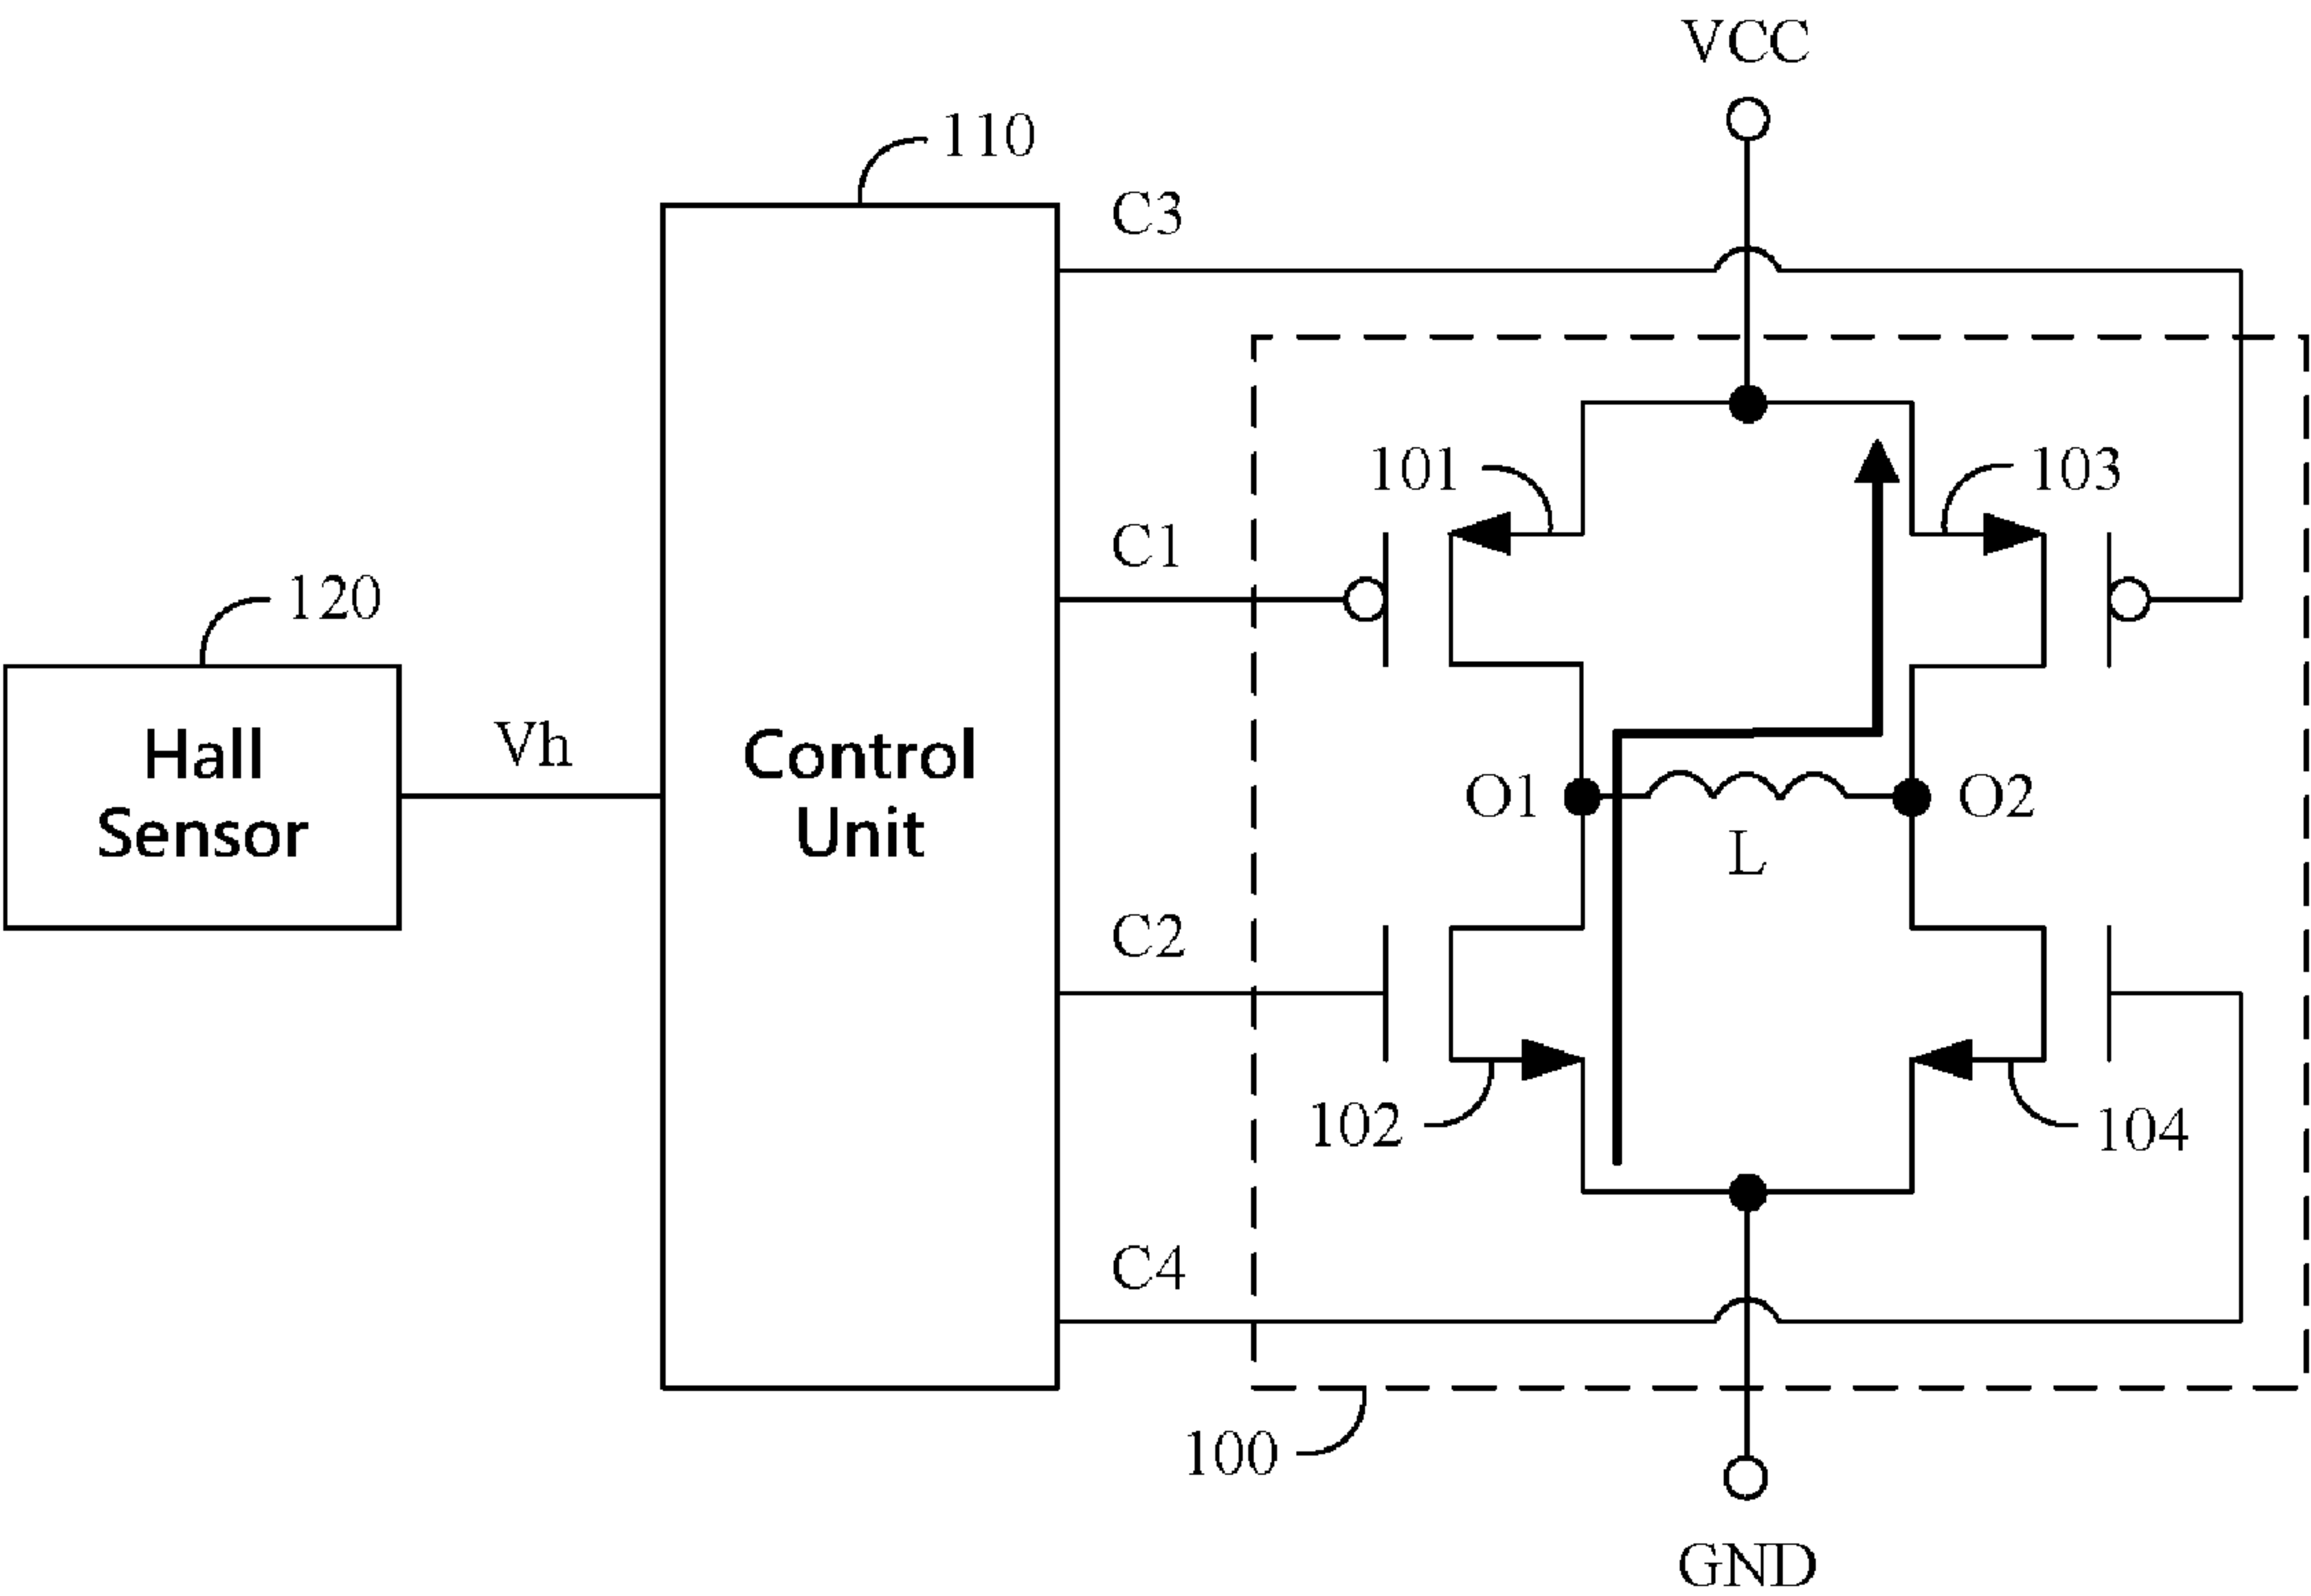 VCC
110
C3
101
103
C1
120
Hall
Sensor
Vh
Control
Unit
O1
O2
L
C2
102
104
C4
100
GND